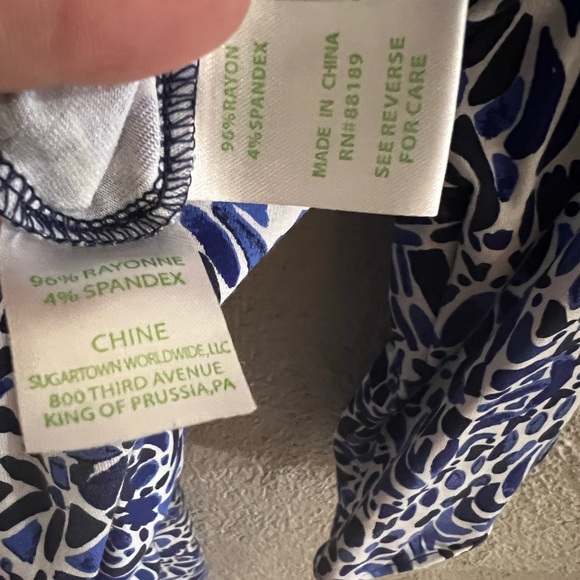 96% RAYON
4% SPANDEX
MADE IN CHINA
RN#88189
SEE REVERSE
FOR CARE
96% RAYONNE
4% SPANDEX
CHINE
SUGARTOWN WORLDWIDE, LLC
800 THIRD AVENUE
KING OF PRUSSIA, PA